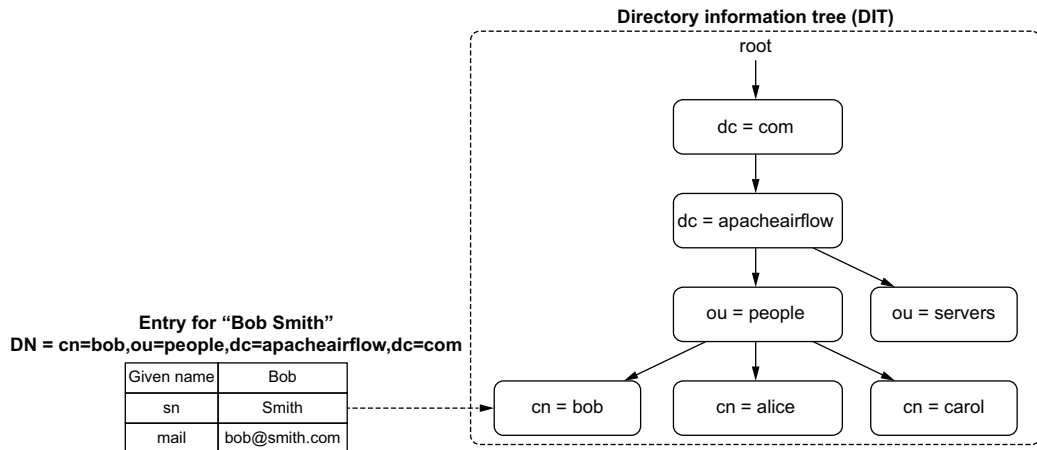 Directory information tree (DIT)
root
dc = com
dc = apacheairflow
ou = people
ou = servers
Entry for “Bob Smith”
DN = cn=bob,ou=people,dc=apacheairflow,dc=com
Given name Bob
sn Smith
mail bob@smith.com
cn = bob
cn = alice
cn = carol